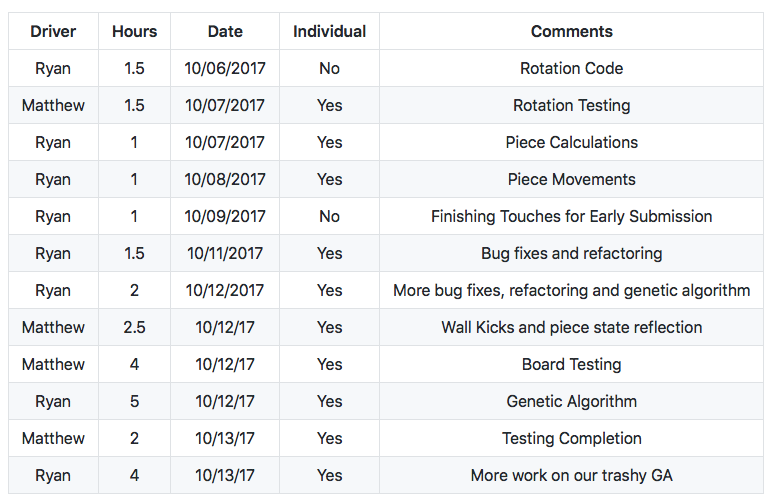 Driver Hours Date Individual Comments
Ryan 1.5 10/06/2017 No Rotation Code
Matthew 1.5 10/07/2017 Yes Rotation Testing
Ryan 1 10/07/2017 Yes Piece Calculations
Ryan 1 10/08/2017 Yes Piece Movements
Ryan 1 10/09/2017 No Finishing Touches for Early Submission
Ryan 1.5 10/11/2017 Yes Bug fixes and refactoring
Ryan 2 10/12/2017 Yes More bug fixes, refactoring and genetic algorithm
Matthew 2.5 10/12/17 Yes Wall Kicks and piece state reflection
Matthew 4 10/12/17 Yes Board Testing
Ryan 5 10/12/17 Yes Genetic Algorithm
Matthew 2 10/13/17 Yes Testing Completion
Ryan 4 10/13/17 Yes More work on our trashy GA